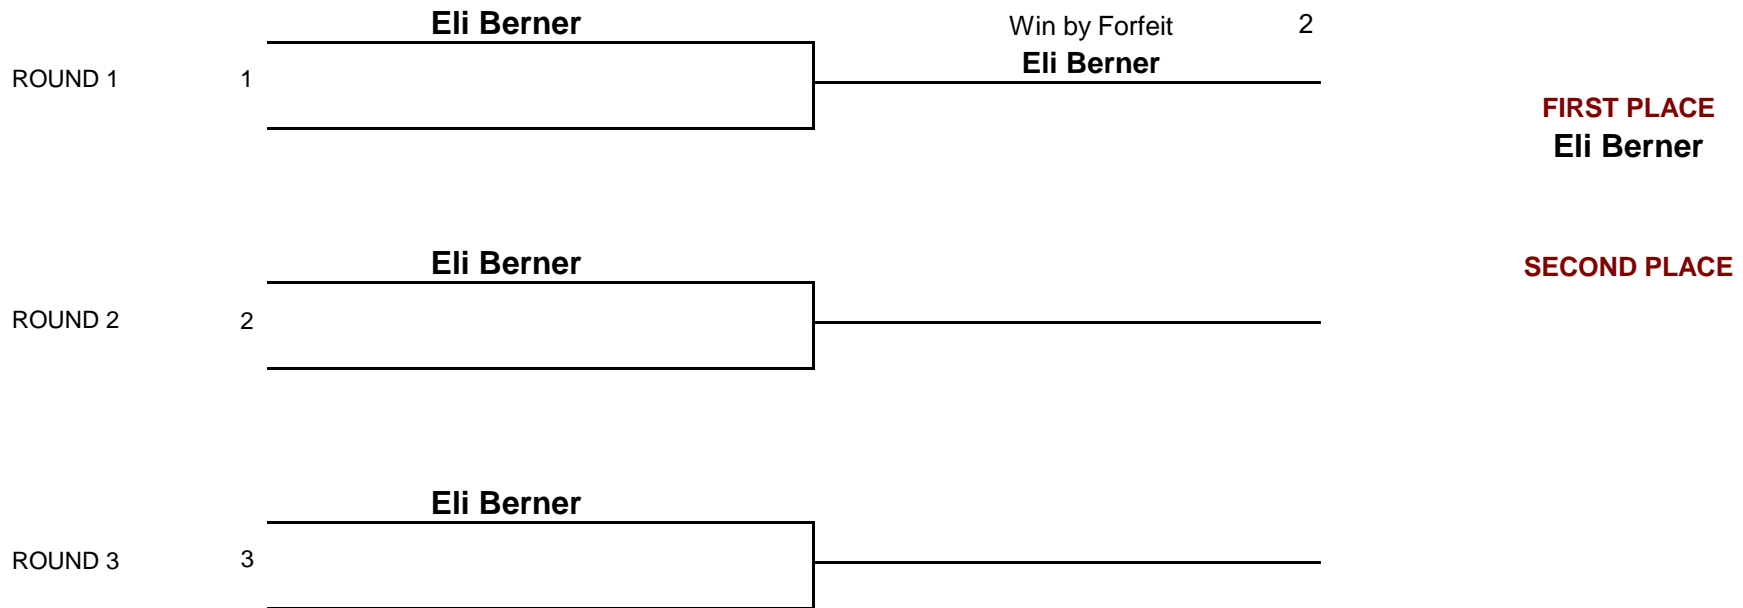 Eli Berner
Win by Forfeit 2
Eli Berner
ROUND 1 1
FIRST PLACE
Eli Berner
Eli Berner
SECOND PLACE
ROUND 2 2
Eli Berner
ROUND 3 3